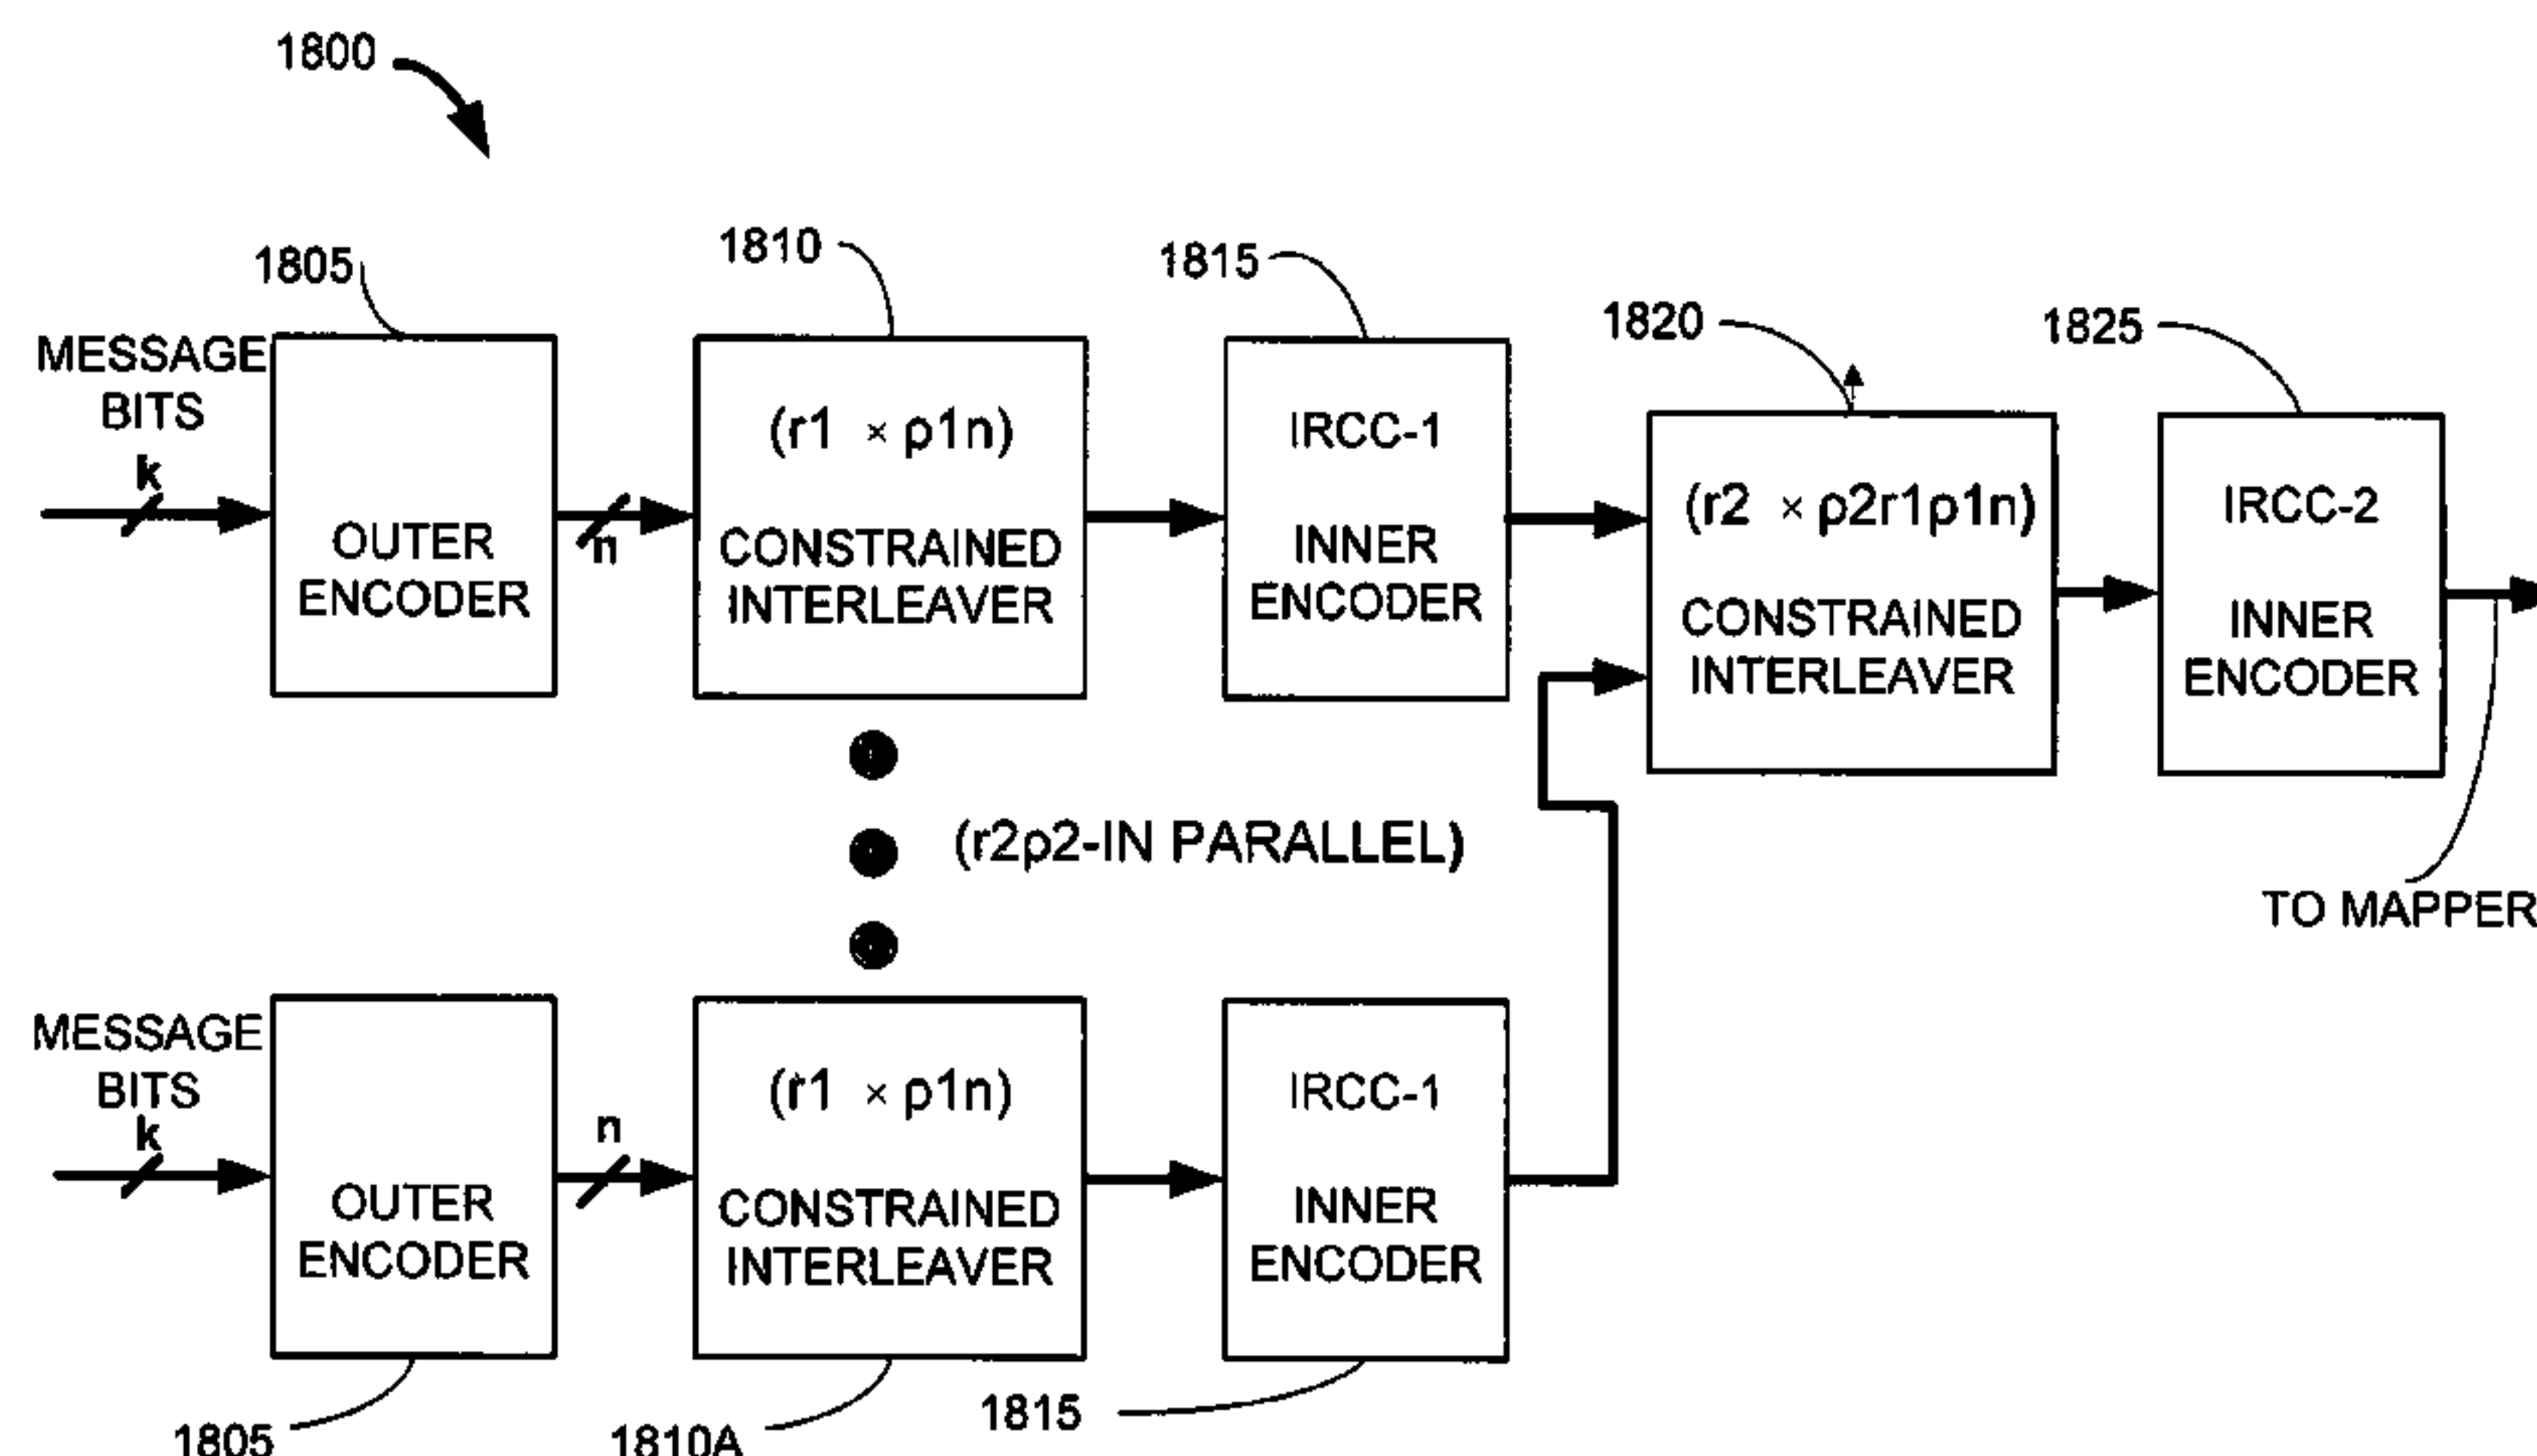 1800
1805
1810
1815
1820
1825
MESSAGE
BITS
k
OUTER
ENCODER
n
(r1 × ρ1n)
CONSTRAINED
INTERLEAVER
IRCC-1
INNER
ENCODER
(r2 × ρ2r1ρ1n)
CONSTRAINED
INTERLEAVER
IRCC-2
INNER
ENCODER
TO MAPPER
(r2ρ2-IN PARALLEL)
MESSAGE
BITS
k
OUTER
ENCODER
n
(r1 × ρ1n)
CONSTRAINED
INTERLEAVER
IRCC-1
INNER
ENCODER
1805
1810A
1815